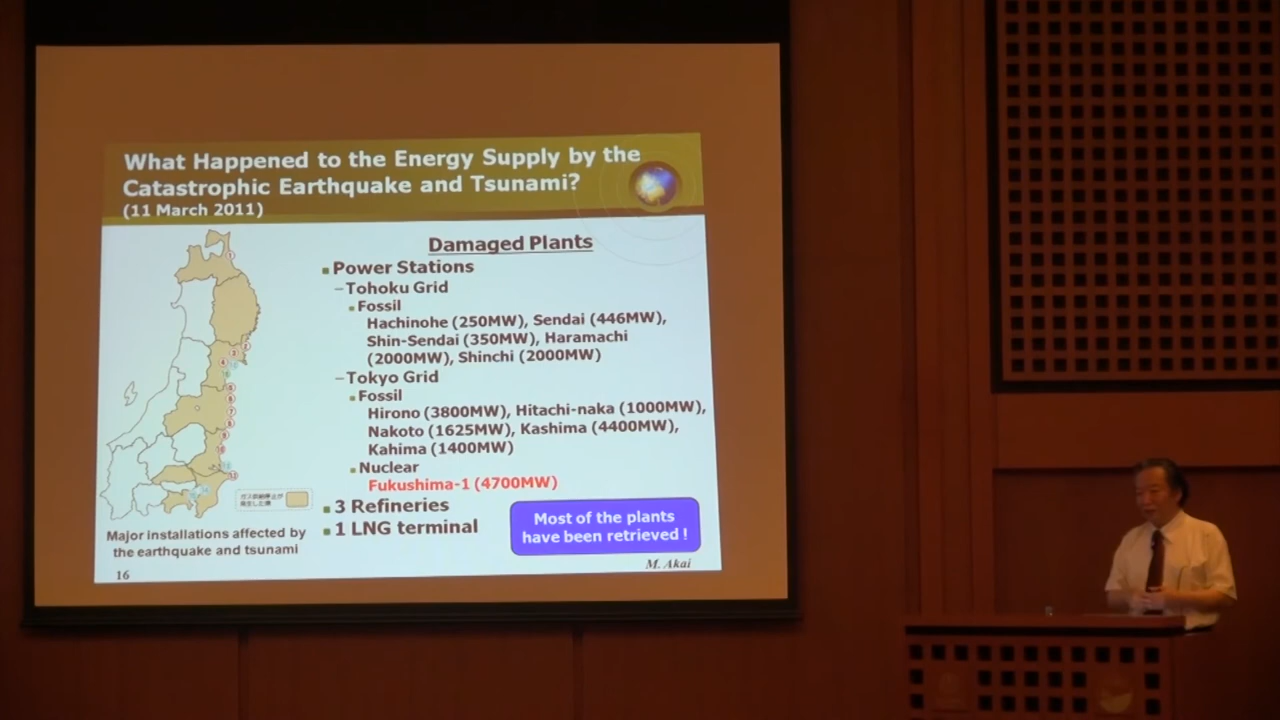 What Happened to the Energy Supply by the
Catastrophic Earthquake and Tsunami?
(11 March 2011)
Damaged Plants
Power Stations
–Tohoku Grid
Fossil
Hachinohe (250MW), Sendai (446MW),
Shin-Sendai (350MW), Haramachi
(2000MW), Shinchi (2000MW)
–Tokyo Grid
Fossil
Hirono (3800MW), Hitachi-naka (1000MW),
Nakoto (1625MW), Kashima (4400MW),
Kahima (1400MW)
Nuclear
Fukushima-1 (4700MW)
3 Refineries
1 LNG terminal
Most of the plants
have been retrieved !
Major installations affected by
the earthquake and tsunami
16
M. Akai